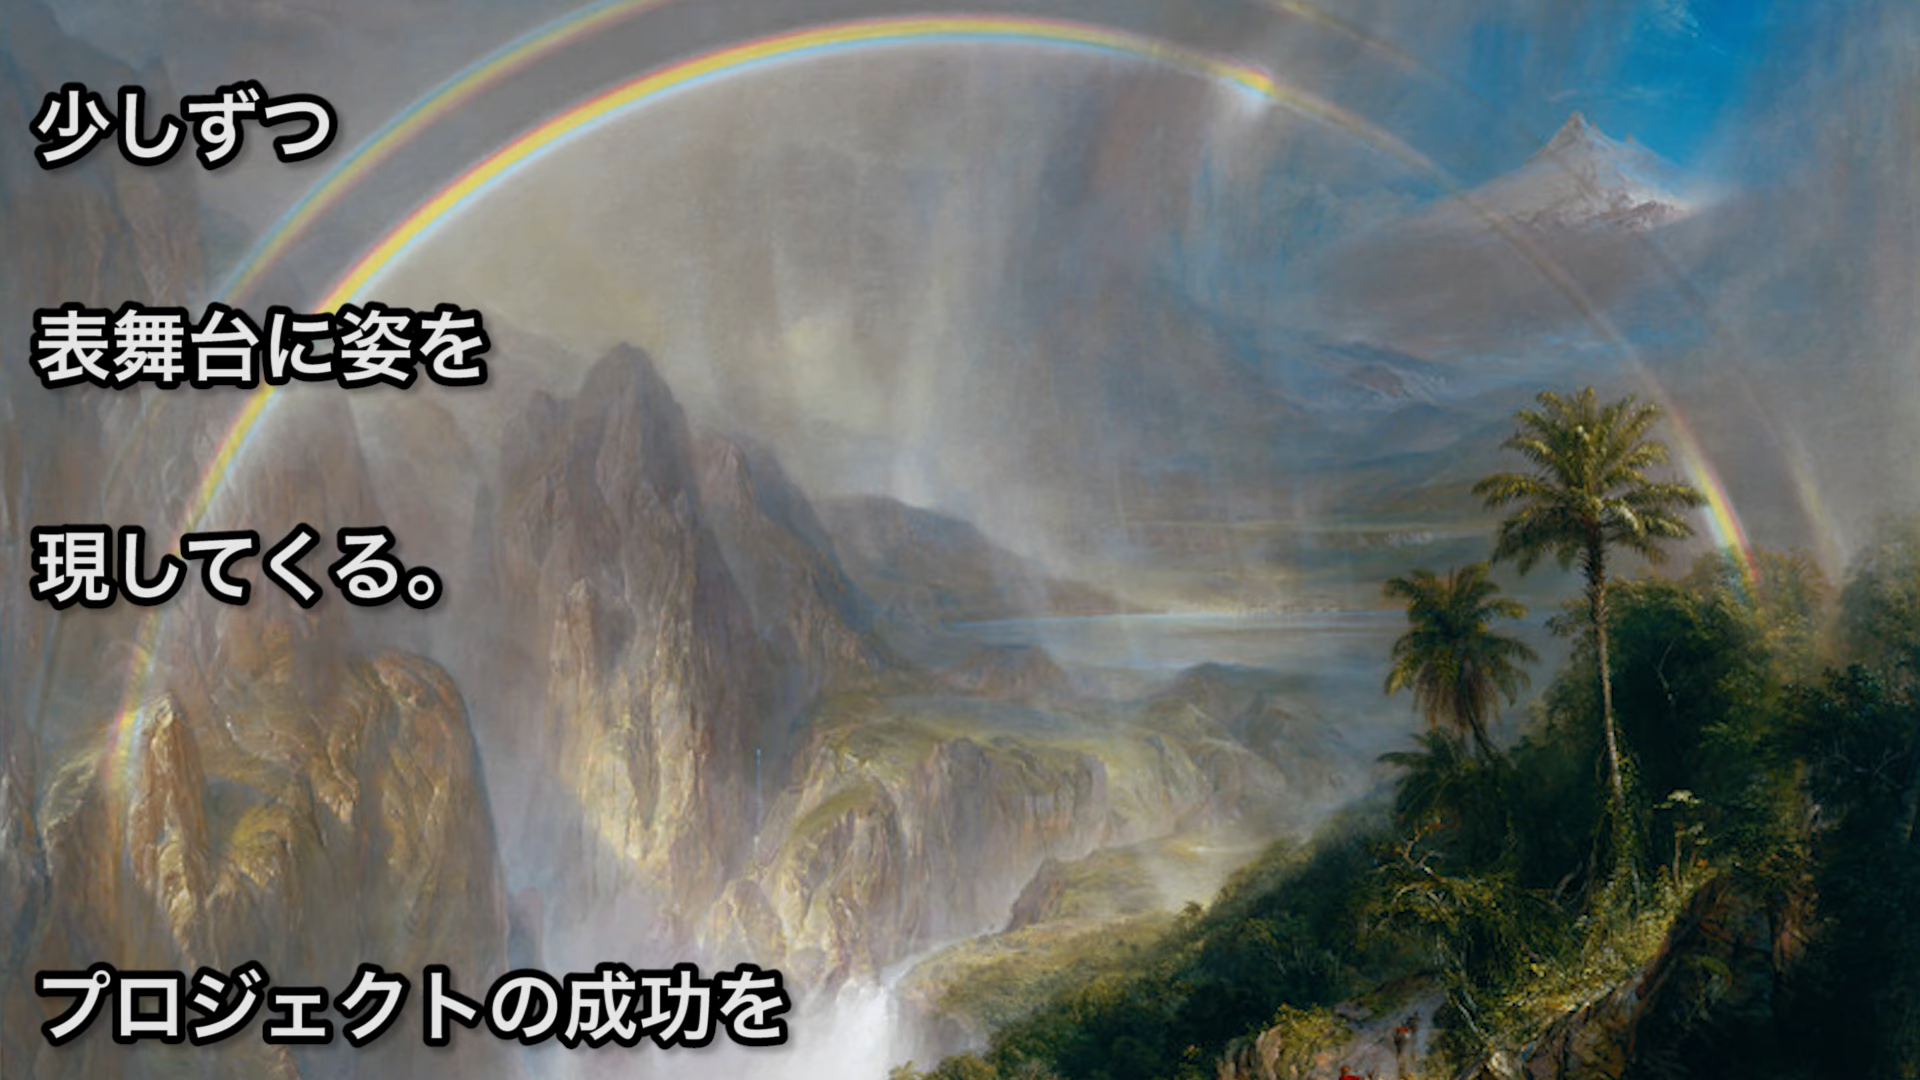 少しずつ
表舞台に姿を
現してくる。
プロジェクトの成功を